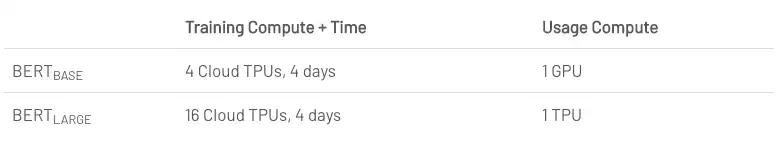 Training Compute + Time Usage Compute
BERTBASE 4 Cloud TPUs, 4 days 1 GPU
BERTLARGE 16 Cloud TPUs, 4 days 1 TPU